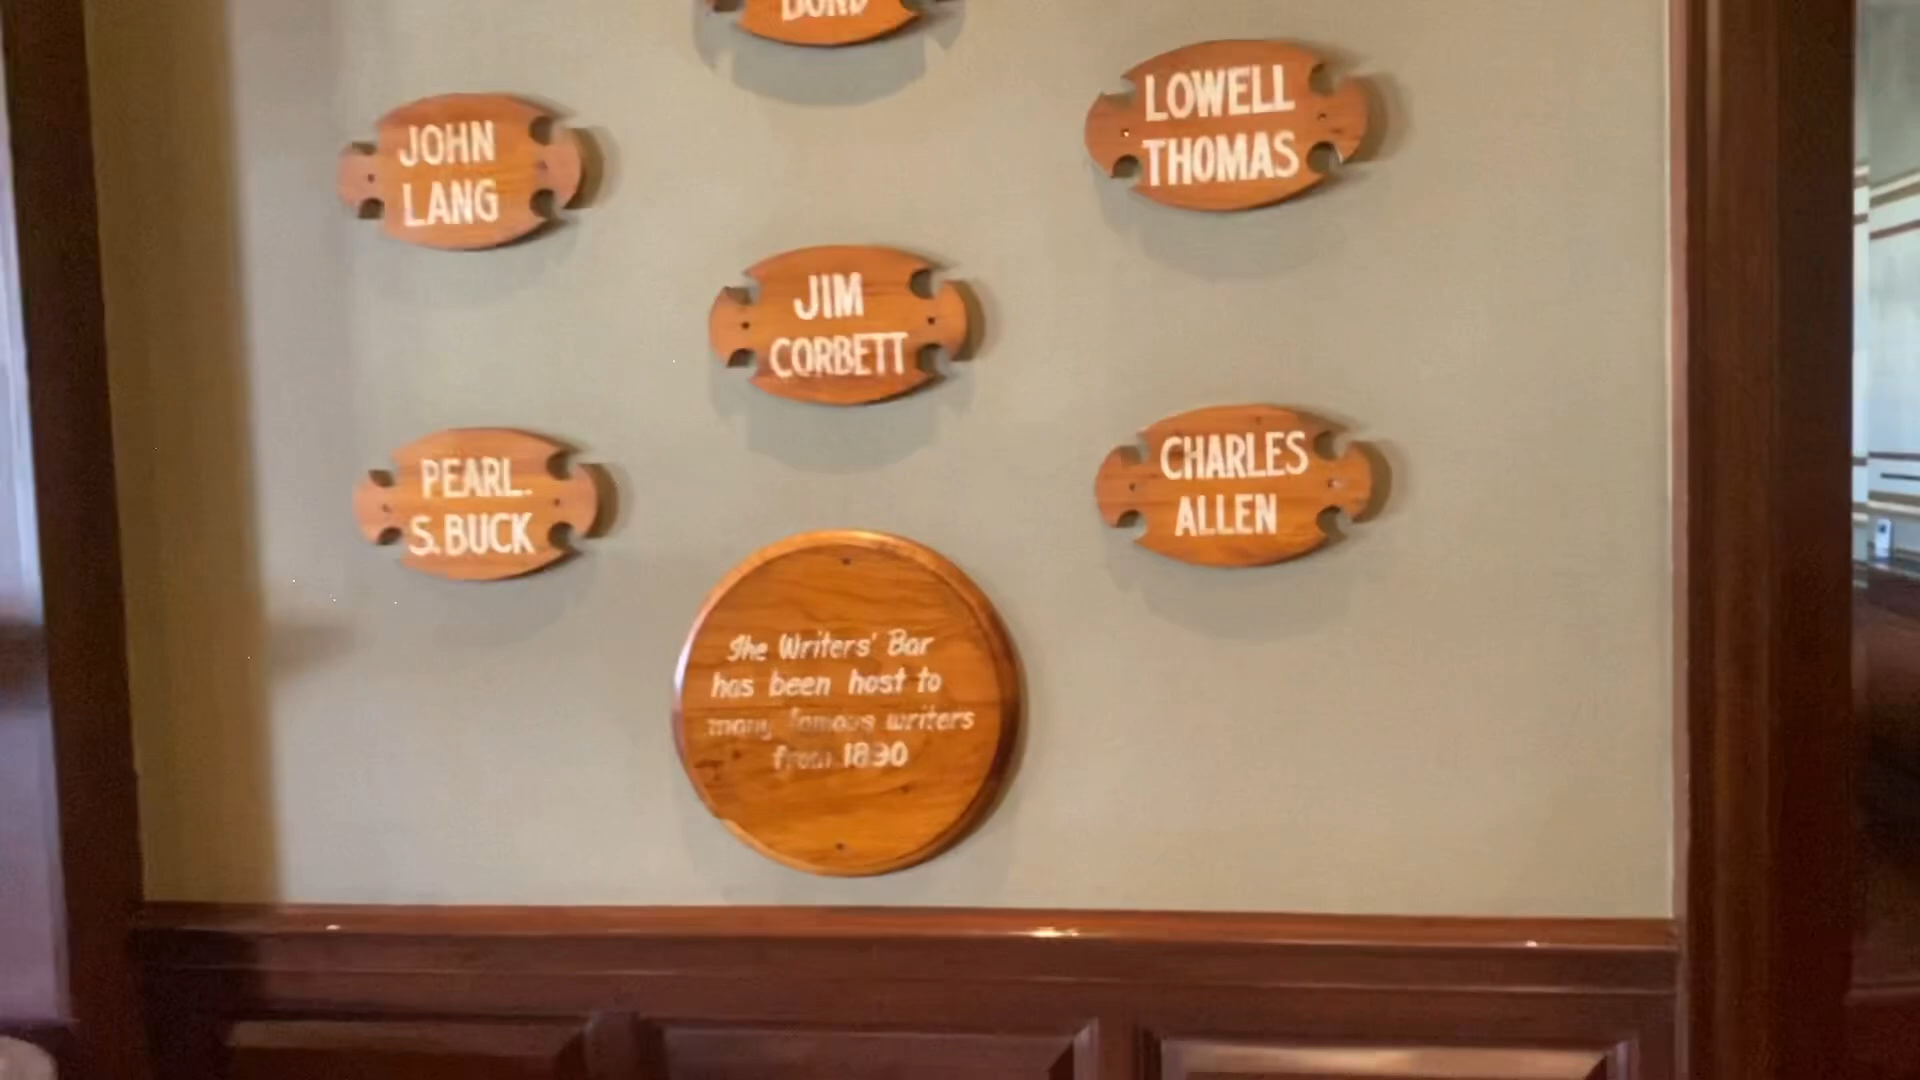 BOND
LOWELL
THOMAS
JOHN
LANG
JIM
CORBETT
CHARLES
ALLEN
PEARL.
S.BUCK
The Writers' Bar
has been host to
many famous writers
from 1890